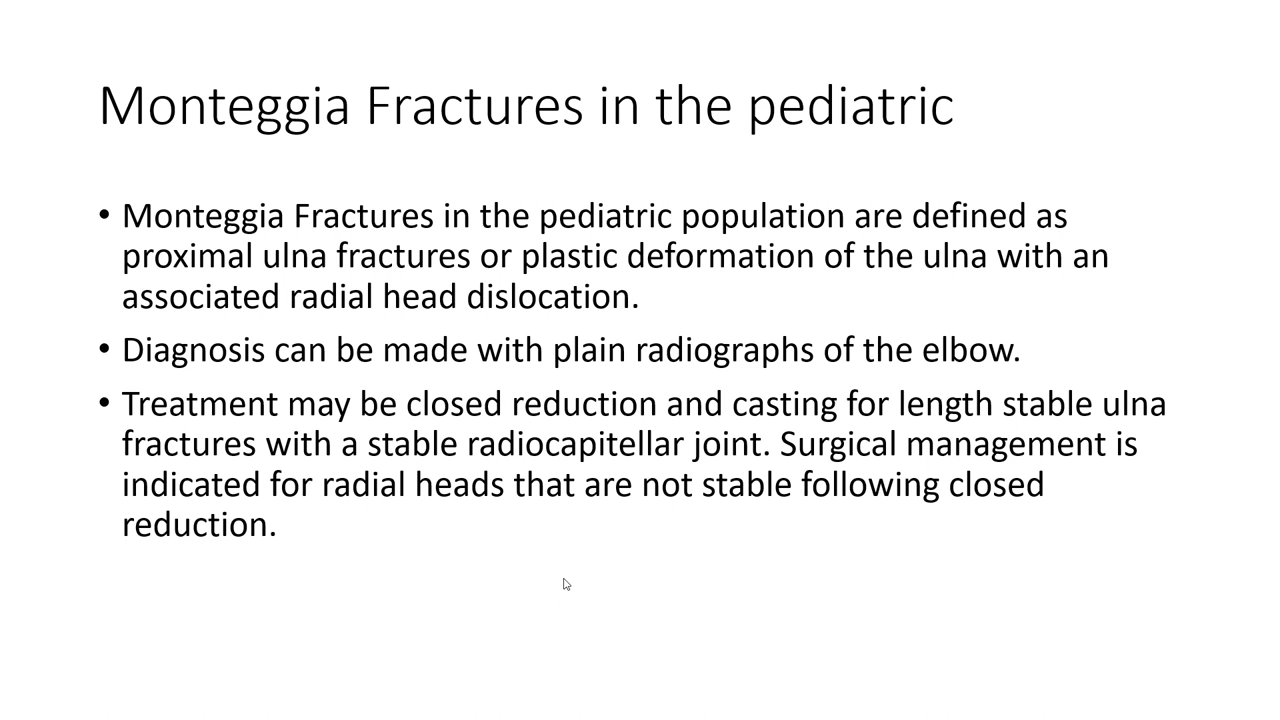 Monteggia Fractures in the pediatric
• Monteggia Fractures in the pediatric population are defined as
proximal ulna fractures or plastic deformation of the ulna with an
associated radial head dislocation.
• Diagnosis can be made with plain radiographs of the elbow.
• Treatment may be closed reduction and casting for length stable ulna
fractures with a stable radiocapitellar joint. Surgical management is
indicated for radial heads that are not stable following closed
reduction.